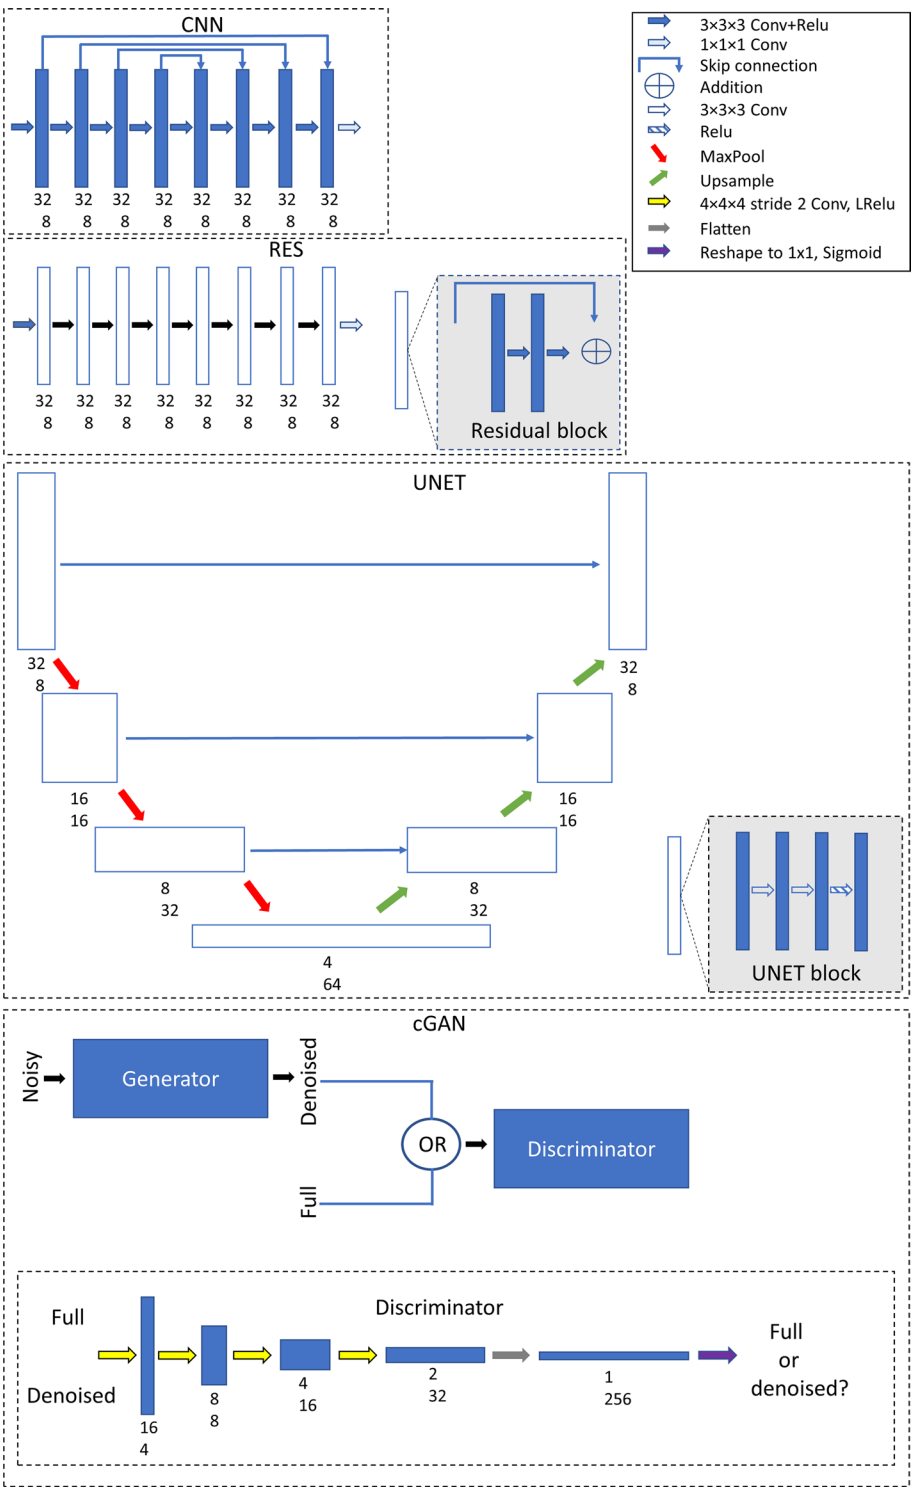 CNN
32 32 32 32 32 32 32 32
8 8 8 8 8 8 8 8
3×3×3 Conv+Relu
1×1×1 Conv
Skip connection
Addition
3×3×3 Conv
Relu
MaxPool
Upsample
4×4×4 stride 2 Conv, LRelu
Flatten
Reshape to 1x1, Sigmoid
RES
32 32 32 32 32 32 32 32
8 8 8 8 8 8 8 8
Residual block
UNET
32
8
32
8
16
16
16
16
8
32
8
32
4
64
UNET block
cGAN
Noisy
Generator
Denoised
OR
Discriminator
Full
Discriminator
Full
Denoised
16
4
8
8
4
16
2
32
1
256
Full
or
denoised?